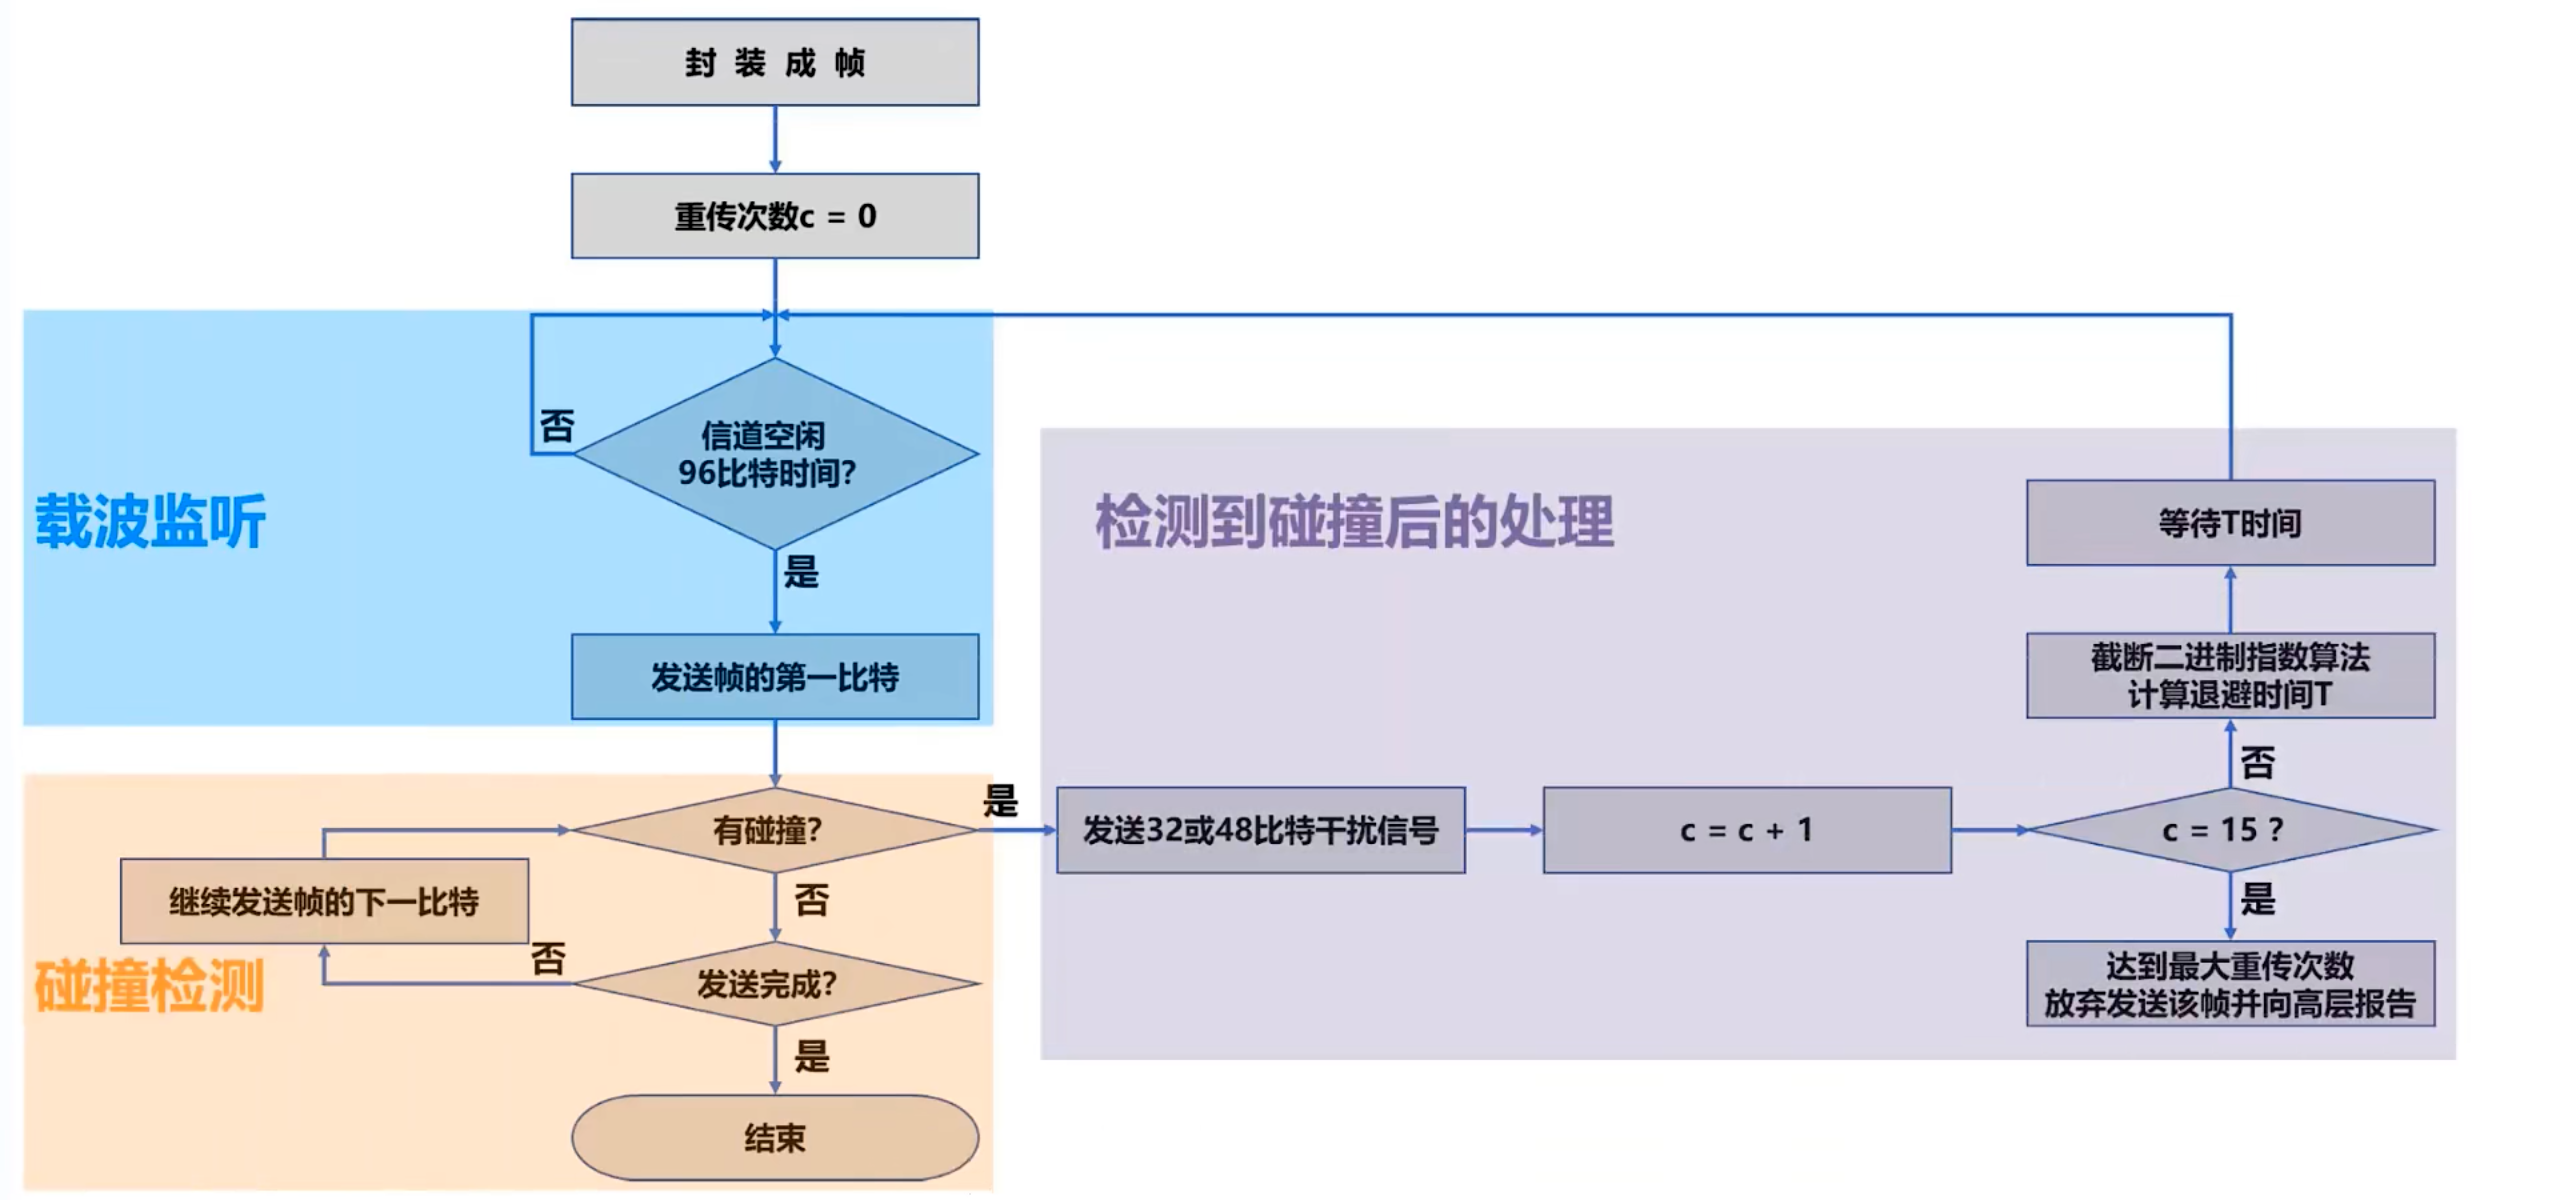 封 装 成 帧
重传次数c = 0
否
信道空闲
96比特时间?
载波监听
是
发送帧的第一比特
检测到碰撞后的处理
等待T时间
截断二进制指数算法
计算退避时间T
否
有碰撞?
是
发送32或48比特干扰信号
c = c + 1
c = 15 ?
继续发送帧的下一比特
否
是
碰撞检测
否
发送完成?
达到最大重传次数
放弃发送该帧并向高层报告
是
结束